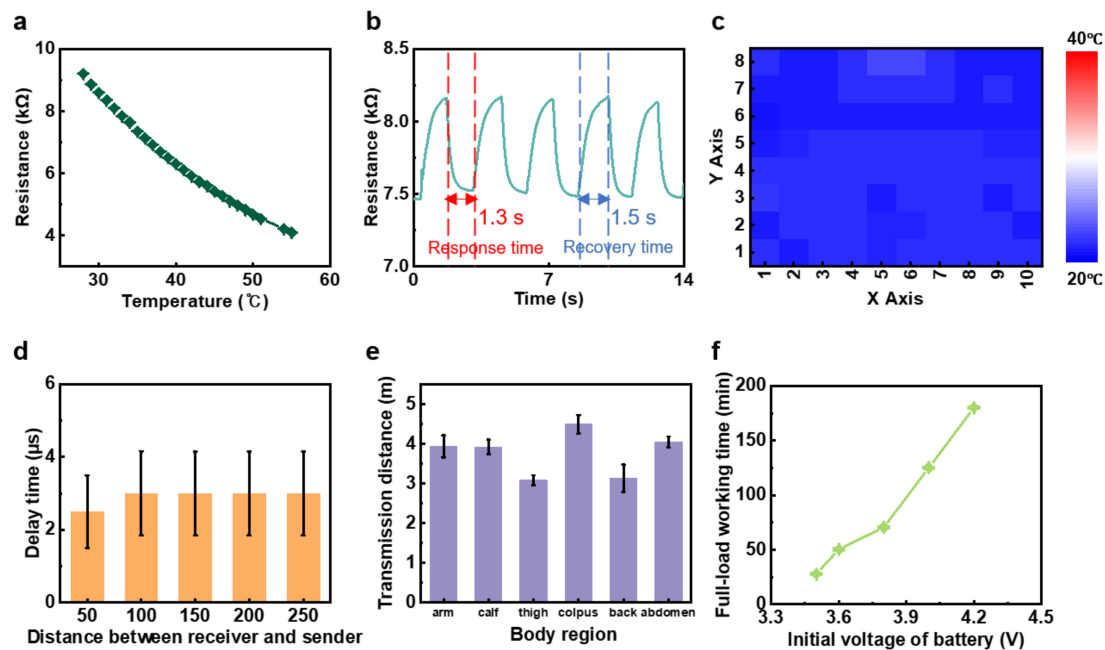 a
Resistance (kΩ)
10
8
6
4
30
40
50
60
Temperature (℃)
b
Resistance (kΩ)
8.5
8.0
7.5
7.0
1.3 s
Response time
1.5 s
Recovery time
0
7
14
Time (s)
c
Y Axis
8
7
6
5
4
3
2
1
1
2
3
4
5
6
7
8
9
10
X Axis
40℃
20℃
d
Delay time (μs)
6
4
2
0
50
100
150
200
250
Distance between receiver and sender
e
Transmission distance (m)
5
4
3
2
1
0
arm
calf
thigh
colpus
back
abdomen
Body region
f
Full-load working time (min)
200
150
100
50
0
3.3
3.6
3.9
4.2
4.5
Initial voltage of battery (V)